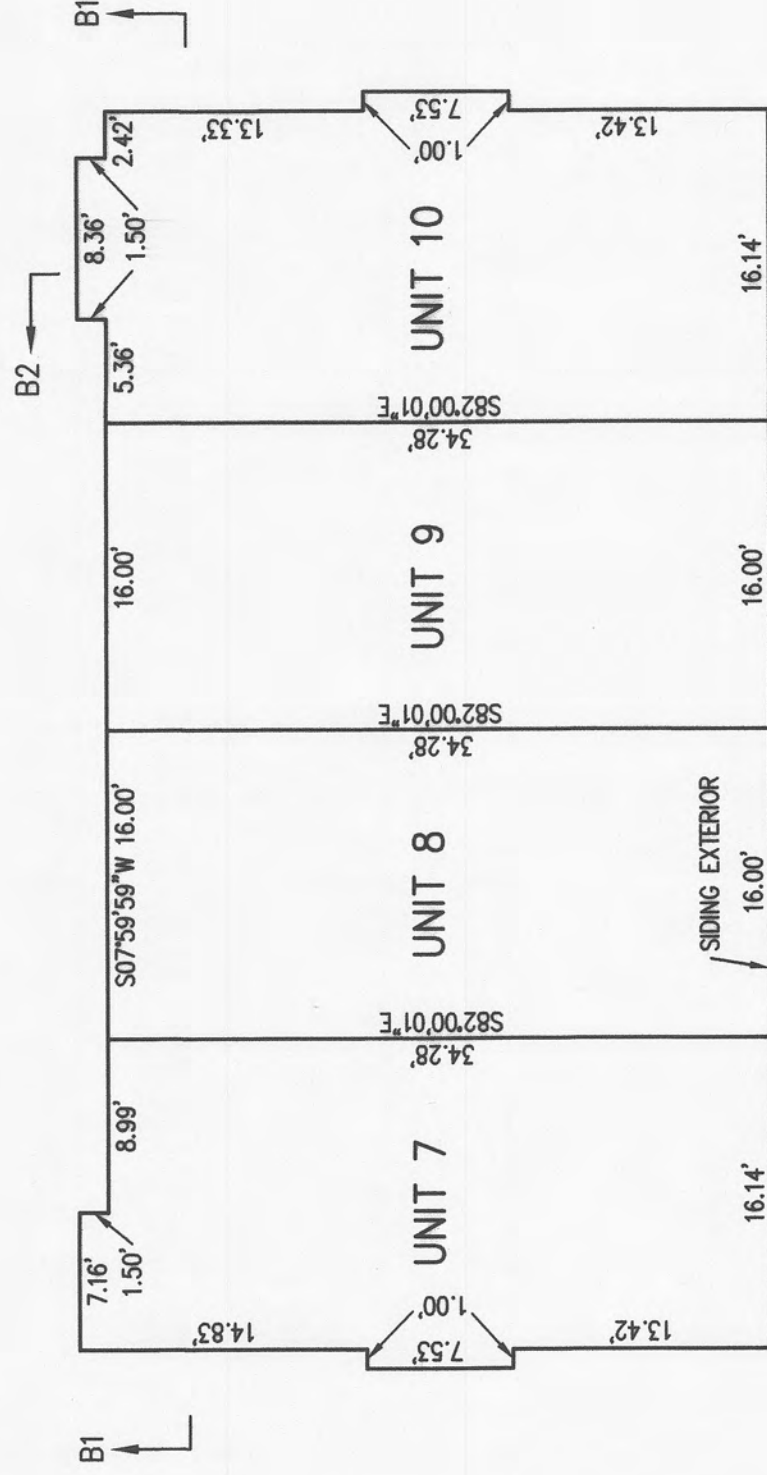 B1
B2
B1
7.16'
1.50'
8.99'
S07°59'59"W 16.00'
16.00'
5.36'
8.36'
1.50'
2.42'
14.83'
7.53'
1.00'
13.42'
UNIT 7
34.28'
S82°00'01"E
UNIT 8
34.28'
S82°00'01"E
UNIT 9
34.28'
S82°00'01"E
UNIT 10
13.33'
7.53'
1.00'
13.42'
SIDING EXTERIOR
16.14'
16.00'
16.00'
16.14'